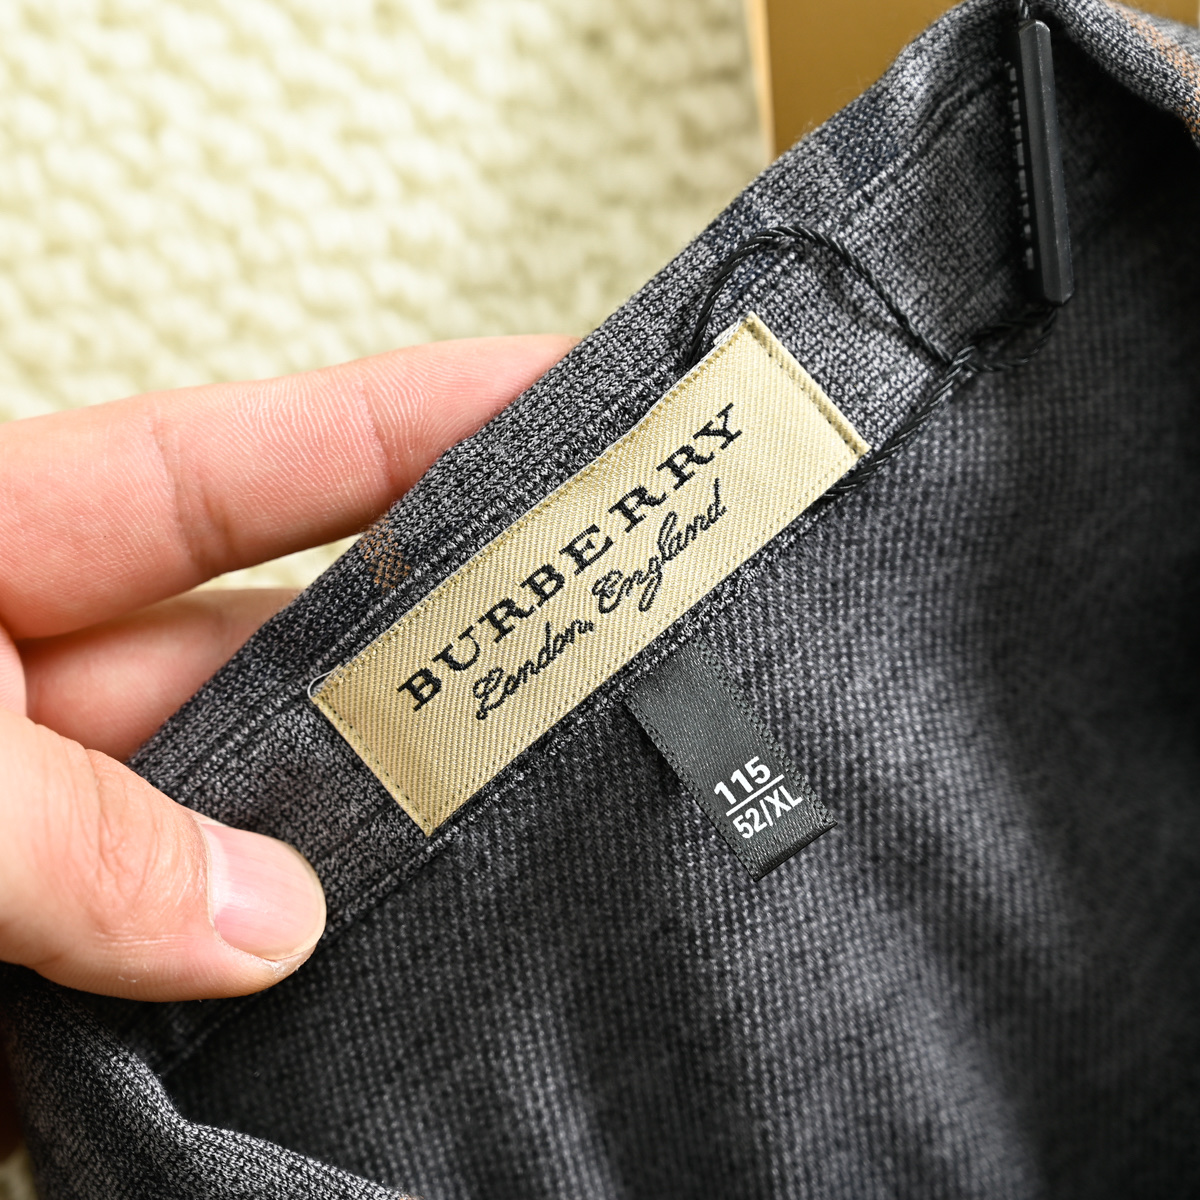 BURBERRY
London, England
115
52/XL